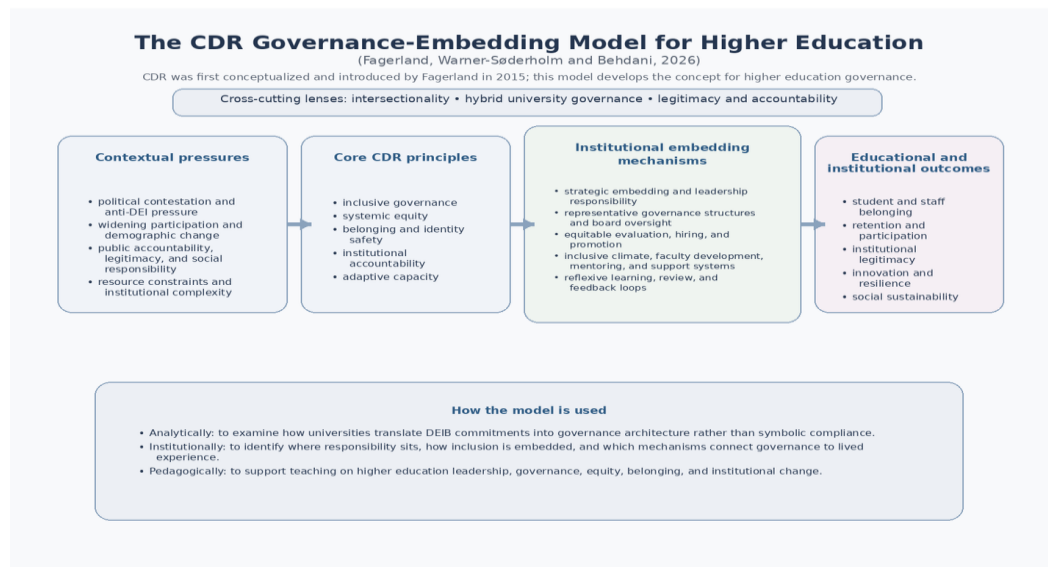 The CDR Governance-Embedding Model for Higher Education
(Fagerland, Warner-Søderholm and Behdani, 2026)
CDR was first conceptualized and introduced by Fagerland in 2015; this model develops the concept for higher education governance.
Cross-cutting lenses: intersectionality • hybrid university governance • legitimacy and accountability
Contextual pressures
• political contestation and
anti-DEI pressure
• widening participation and
demographic change
• public accountability,
legitimacy, and social
responsibility
• resource constraints and
institutional complexity
Core CDR principles
• inclusive governance
• systemic equity
• belonging and identity
safety
• institutional
accountability
• adaptive capacity
Institutional embedding
mechanisms
• strategic embedding and leadership
responsibility
• representative governance structures
and board oversight
• equitable evaluation, hiring, and
promotion
• inclusive climate, faculty development,
mentoring, and support systems
• reflexive learning, review, and
feedback loops
Educational and
institutional outcomes
• student and staff
belonging
• retention and
participation
• institutional
legitimacy
• innovation and
resilience
• social sustainability
How the model is used
• Analytically: to examine how universities translate DEIB commitments into governance architecture rather than symbolic compliance.
• Institutionally: to identify where responsibility sits, how inclusion is embedded, and which mechanisms connect governance to lived
experience.
• Pedagogically: to support teaching on higher education leadership, governance, equity, belonging, and institutional change.